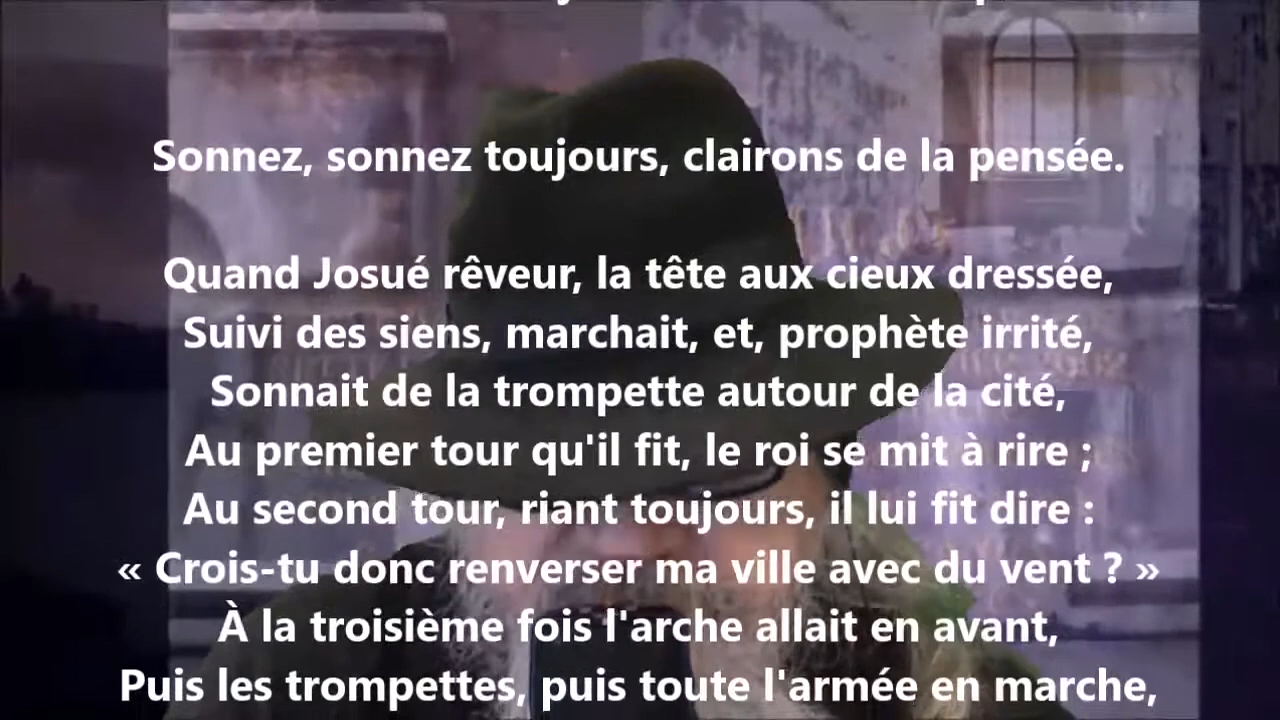 Sonnez, sonnez toujours, clairons de la pensée.
Quand Josué rêveur, la tête aux cieux dressée,
Suivi des siens, marchait, et, prophète irrité,
Sonnait de la trompette autour de la cité,
Au premier tour qu'il fit, le roi se mit à rire ;
Au second tour, riant toujours, il lui fit dire :
« Crois-tu donc renverser ma ville avec du vent ? »
À la troisième fois l'arche allait en avant,
Puis les trompettes, puis toute l'armée en marche,